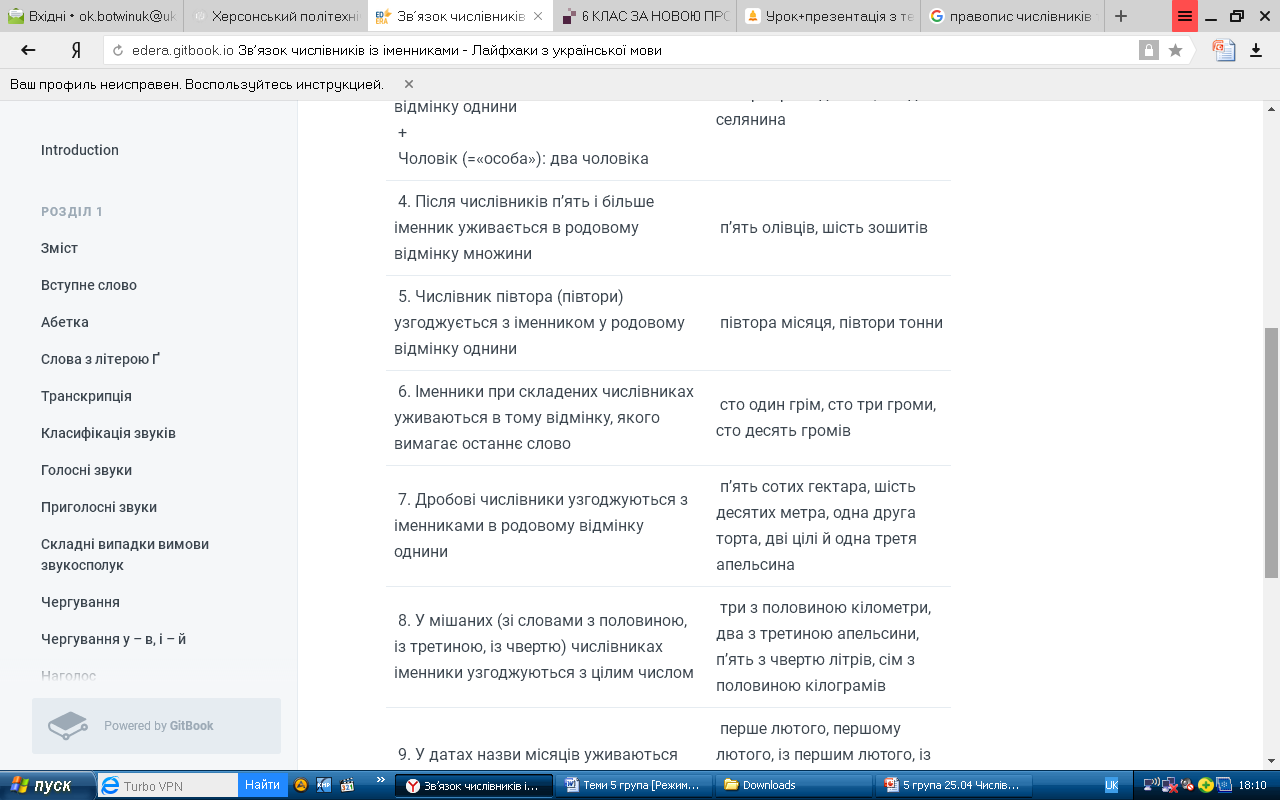 Вхідні • ok.botwinuk@uk
Херсонський політехні
Зв´язок числівників
6 КЛАС ЗА НОВОЮ ПРО
Урок+презентація з те
правопис числівників
edera.gitbook.io Зв´язок числівників із іменниками - Лайфхаки з української мови
Ваш профиль неисправен. Воспользуйтесь инструкцией.
Introduction
РОЗДІЛ 1
Зміст
Вступне слово
Абетка
Слова з літерою Ґ
Транскрипція
Класифікація звуків
Голосні звуки
Приголосні звуки
Складні випадки вимови
звукосполук
Чергування
Чергування у – в, і – й
Наголос
Powered by GitBook
відмінку однини
+
Чоловік (=«особа»): два чоловіка
селянина
4. Після числівників п’ять і більше
іменник уживається в родовому
відмінку множини
п’ять олівців, шість зошитів
5. Числівник півтора (півтори)
узгоджується з іменником у родовому
відмінку однини
півтора місяця, півтори тонни
6. Іменники при складених числівниках
уживаються в тому відмінку, якого
вимагає останнє слово
сто один грім, сто три громи,
сто десять громів
7. Дробові числівники узгоджуються з
іменниками в родовому відмінку
однини
п’ять сотих гектара, шість
десятих метра, одна друга
торта, дві цілі й одна третя
апельсина
8. У мішаних (зі словами з половиною,
із третиною, із чвертю) числівниках
іменники узгоджуються з цілим числом
три з половиною кілометри,
два з третиною апельсини,
п’ять з чвертю літрів, сім з
половиною кілограмів
9. У датах назви місяців уживаються
перше лютого, першому
лютого, із першим лютого, із
пуск
Turbo VPN
Найти
Зв'язок числівників і...
Теми 5 група [Режим...
Downloads
5 група 25.04 Числів...
UK
18:10